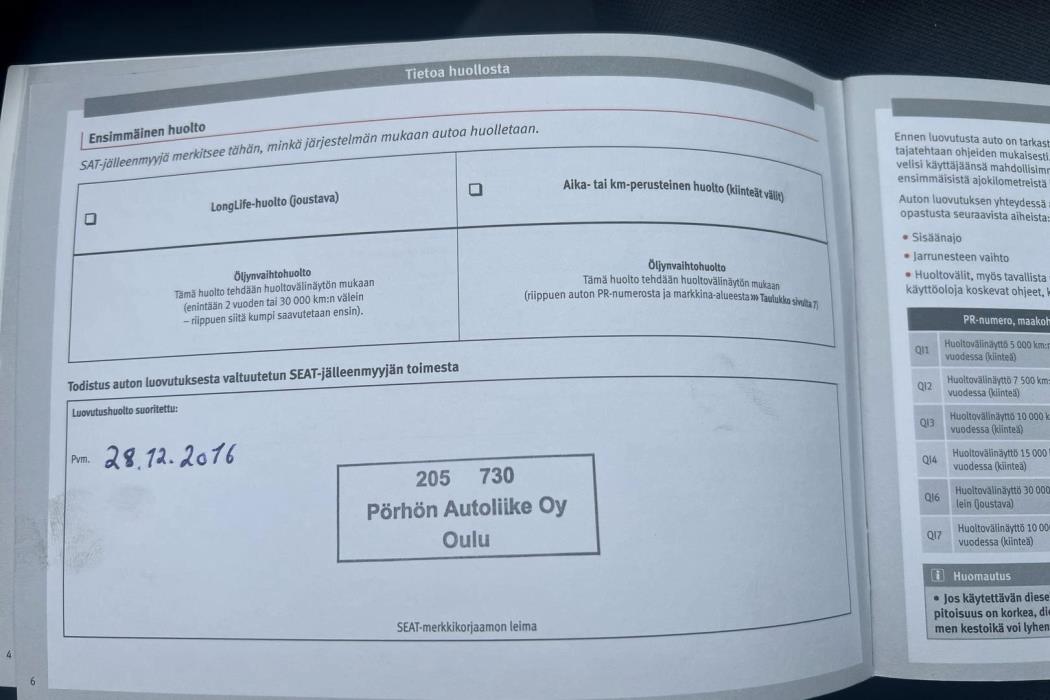 Tietoa huollosta
Ensimmäinen huolto
SAT-jälleenmyyjä merkitsee tähän, minkä järjestelmän mukaan autoa huolletaan.
LongLife-huolto (joustava)
Aika- tai km-perusteinen huolto (kiinteät välit)
Öljynvaihtohuolto
Tämä huolto tehdään huoltovälinäytön mukaan
(enintään 2 vuoden tai 30 000 km:n välein
– riippuen siitä kumpi saavutetaan ensin).
Öljynvaihtohuolto
Tämä huolto tehdään huoltovälinäytön mukaan
(riippuen auton PR-numerosta ja markkina-alueesta »» Taulukko sivulta 7)
Todistus auton luovutuksesta valtuutetun SEAT-jälleenmyyjän toimesta
Luovutushuolto suoritettu:
Pvm. 28.12.2016
205 730
Pörhön Autoliike Oy
Oulu
SEAT-merkkikorjaamon leima
4
6
Ennen luovutusta auto on tarkast
tajatehtaan ohjeiden mukaisesti.
velisi käyttäjäänsä mahdollisimm
ensimmäisistä ajokilometreistä
Auton luovutuksen yhteydessä
opastusta seuraavista aiheista:
• Sisäänajo
• Jarrunesteen vaihto
• Huoltovälit, myös tavallista
käyttöoloja koskevat ohjeet,
PR-numero, maakoh
QI1 Huoltovälinäyttö 5 000 km:n
vuodessa (kiinteä)
QI2 Huoltovälinäyttö 7 500 km:
vuodessa (kiinteä)
QI3 Huoltovälinäyttö 10 000 k
vuodessa (kiinteä)
QI4 Huoltovälinäyttö 15 000
vuodessa (kiinteä)
QI6 Huoltovälinäyttö 30 000
lein (joustava)
QI7 Huoltovälinäyttö 10 00
vuodessa (kiinteä)
i Huomautus
• Jos käytettävän diese
pitoisuus on korkea, die
men kestoikä voi lyhen